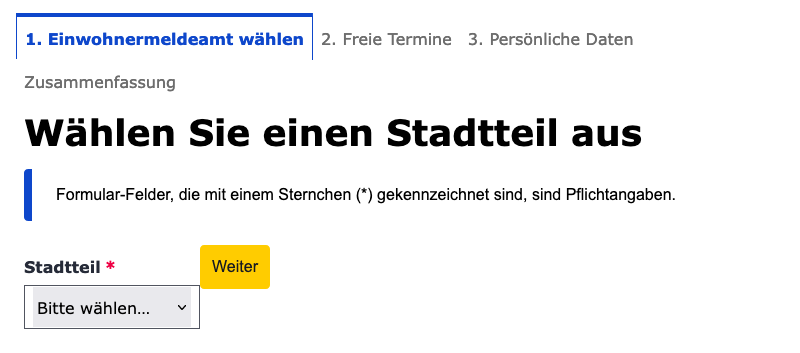 1. Einwohnermeldeamt wählen 2. Freie Termine 3. Persönliche Daten
Zusammenfassung
Wählen Sie einen Stadtteil aus
Formular-Felder, die mit einem Sternchen (*) gekennzeichnet sind, sind Pflichtangaben.
Stadtteil *
Weiter
Bitte wählen...